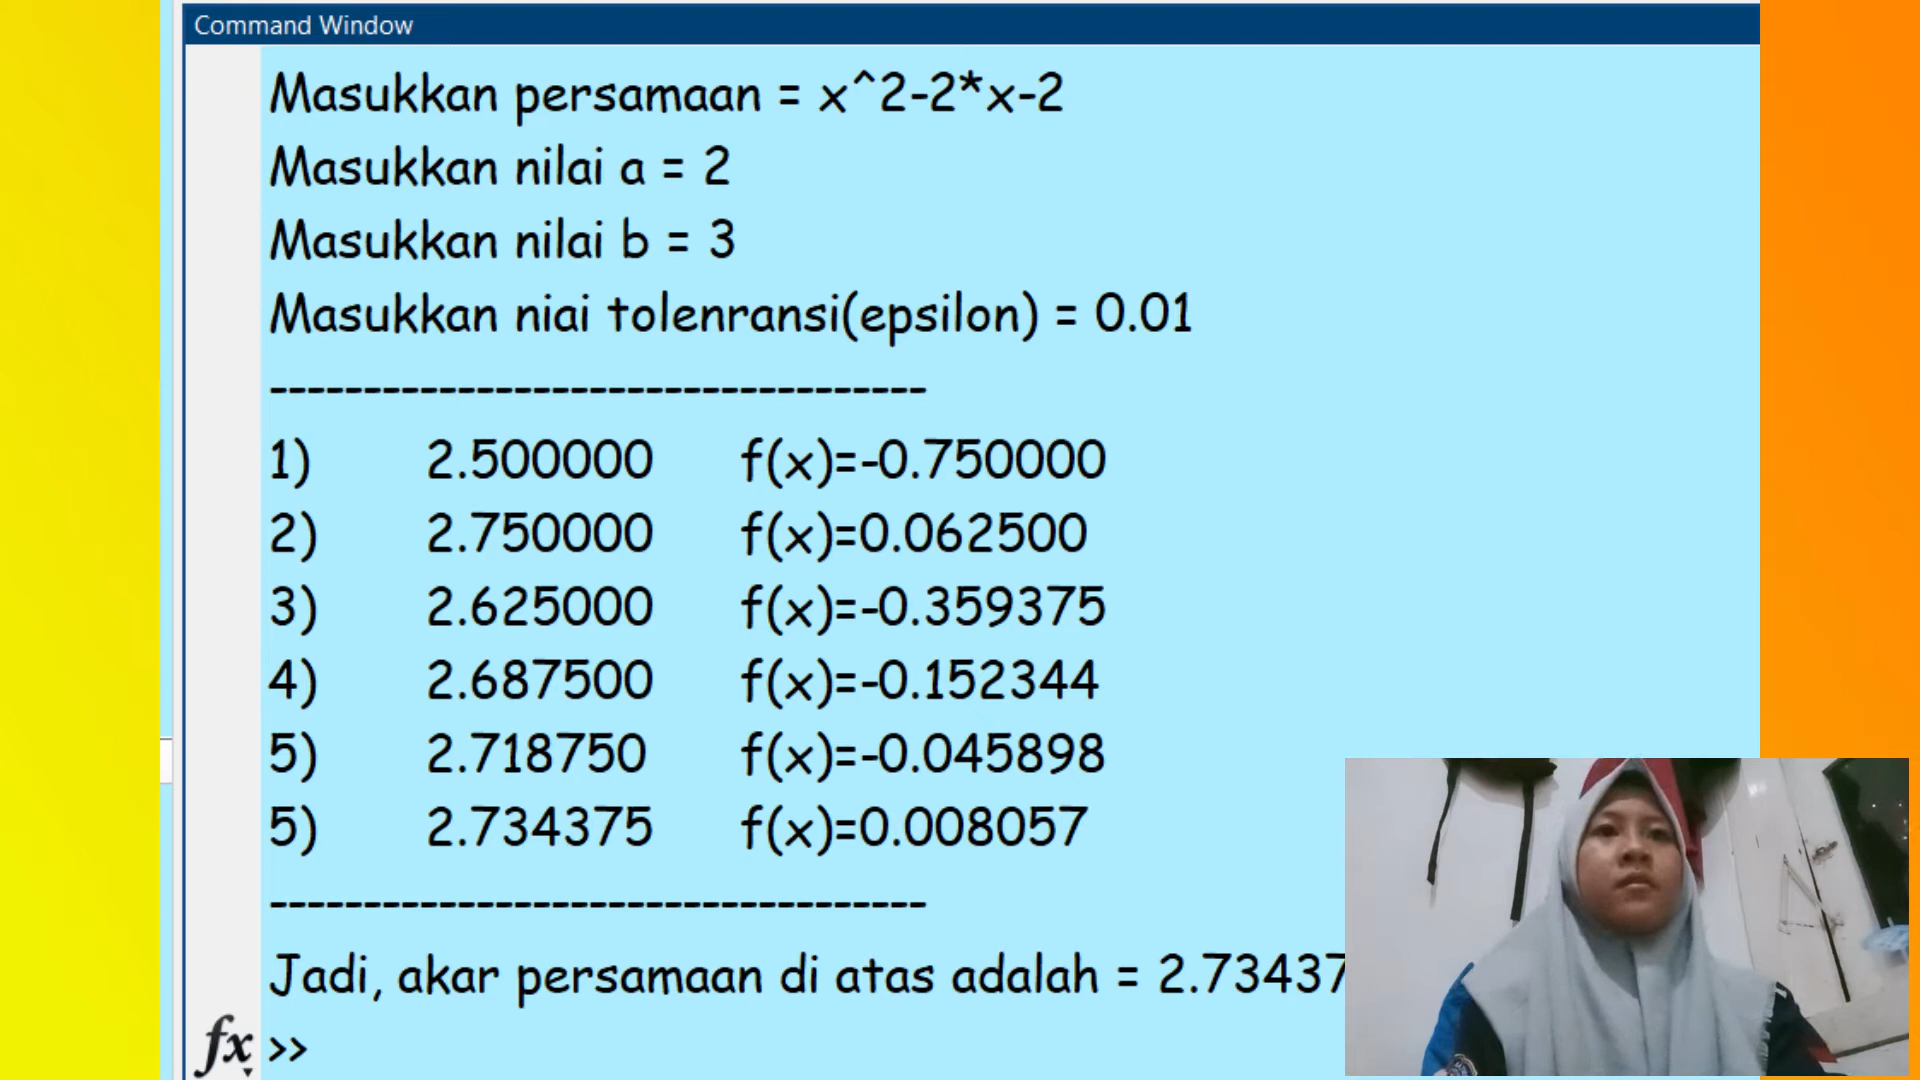 Command Window
Masukkan persamaan = x^2-2*x-2
Masukkan nilai a = 2
Masukkan nilai b = 3
Masukkan niai tolenransi(epsilon) = 0.01
-----------------------------------
1) 2.500000 f(x)=-0.750000
2) 2.750000 f(x)=0.062500
3) 2.625000 f(x)=-0.359375
4) 2.687500 f(x)=-0.152344
5) 2.718750 f(x)=-0.045898
5) 2.734375 f(x)=0.008057
-----------------------------------
Jadi, akar persamaan di atas adalah = 2.73437
fx >>